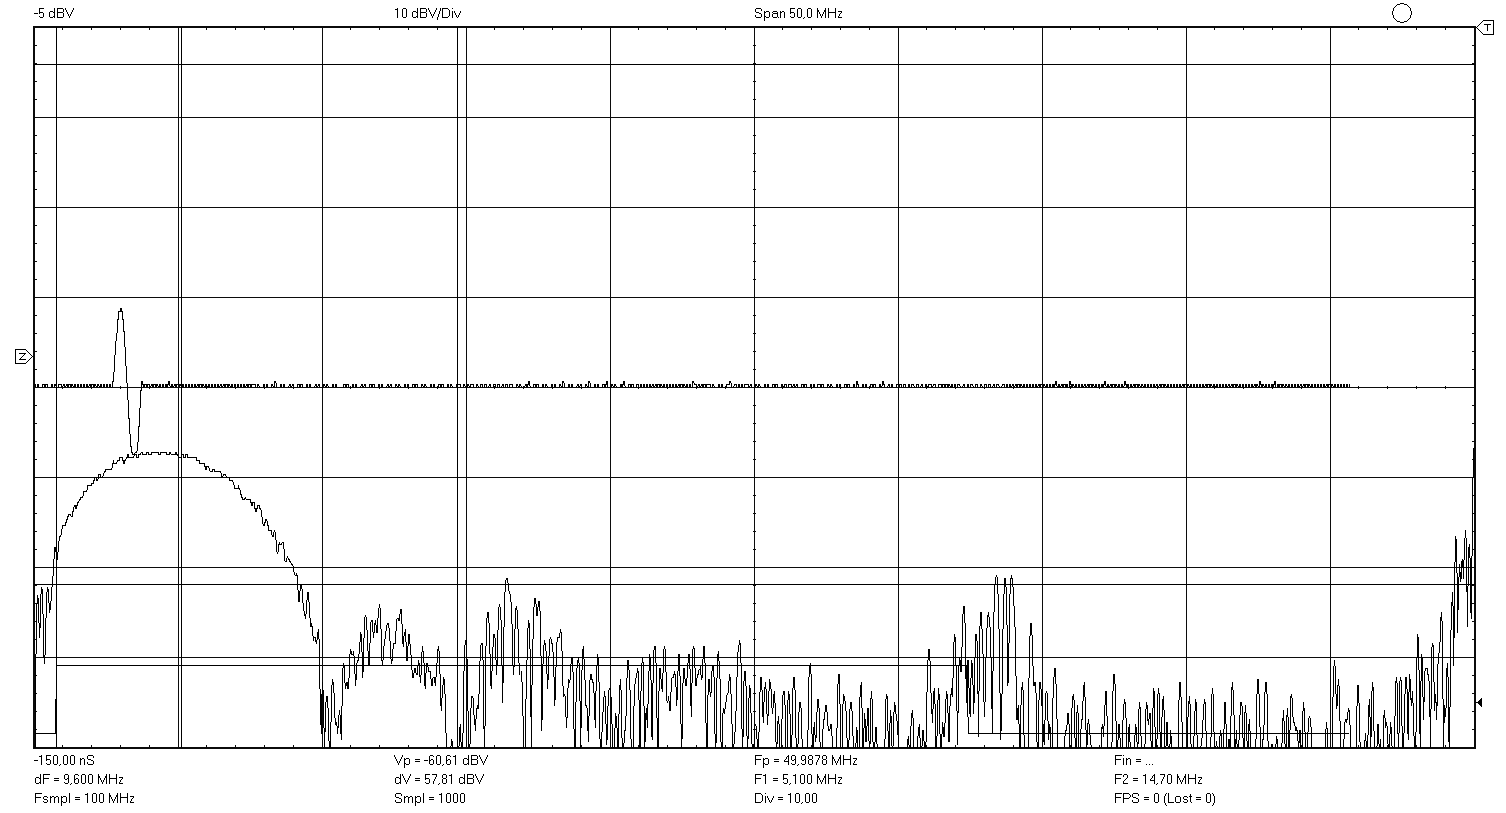 -5 dBV 10 dBV/Div Span 50,0 MHz
T
Z
-150,00 nS Vp = -60,61 dBV Fp = 49,9878 MHz Fin = ...
dF = 9,600 MHz dV = 57,81 dBV F1 = 5,100 MHz F2 = 14,70 MHz
Fsmpl = 100 MHz Smpl = 1000 Div = 10,00 FPS = 0 (Lost = 0)